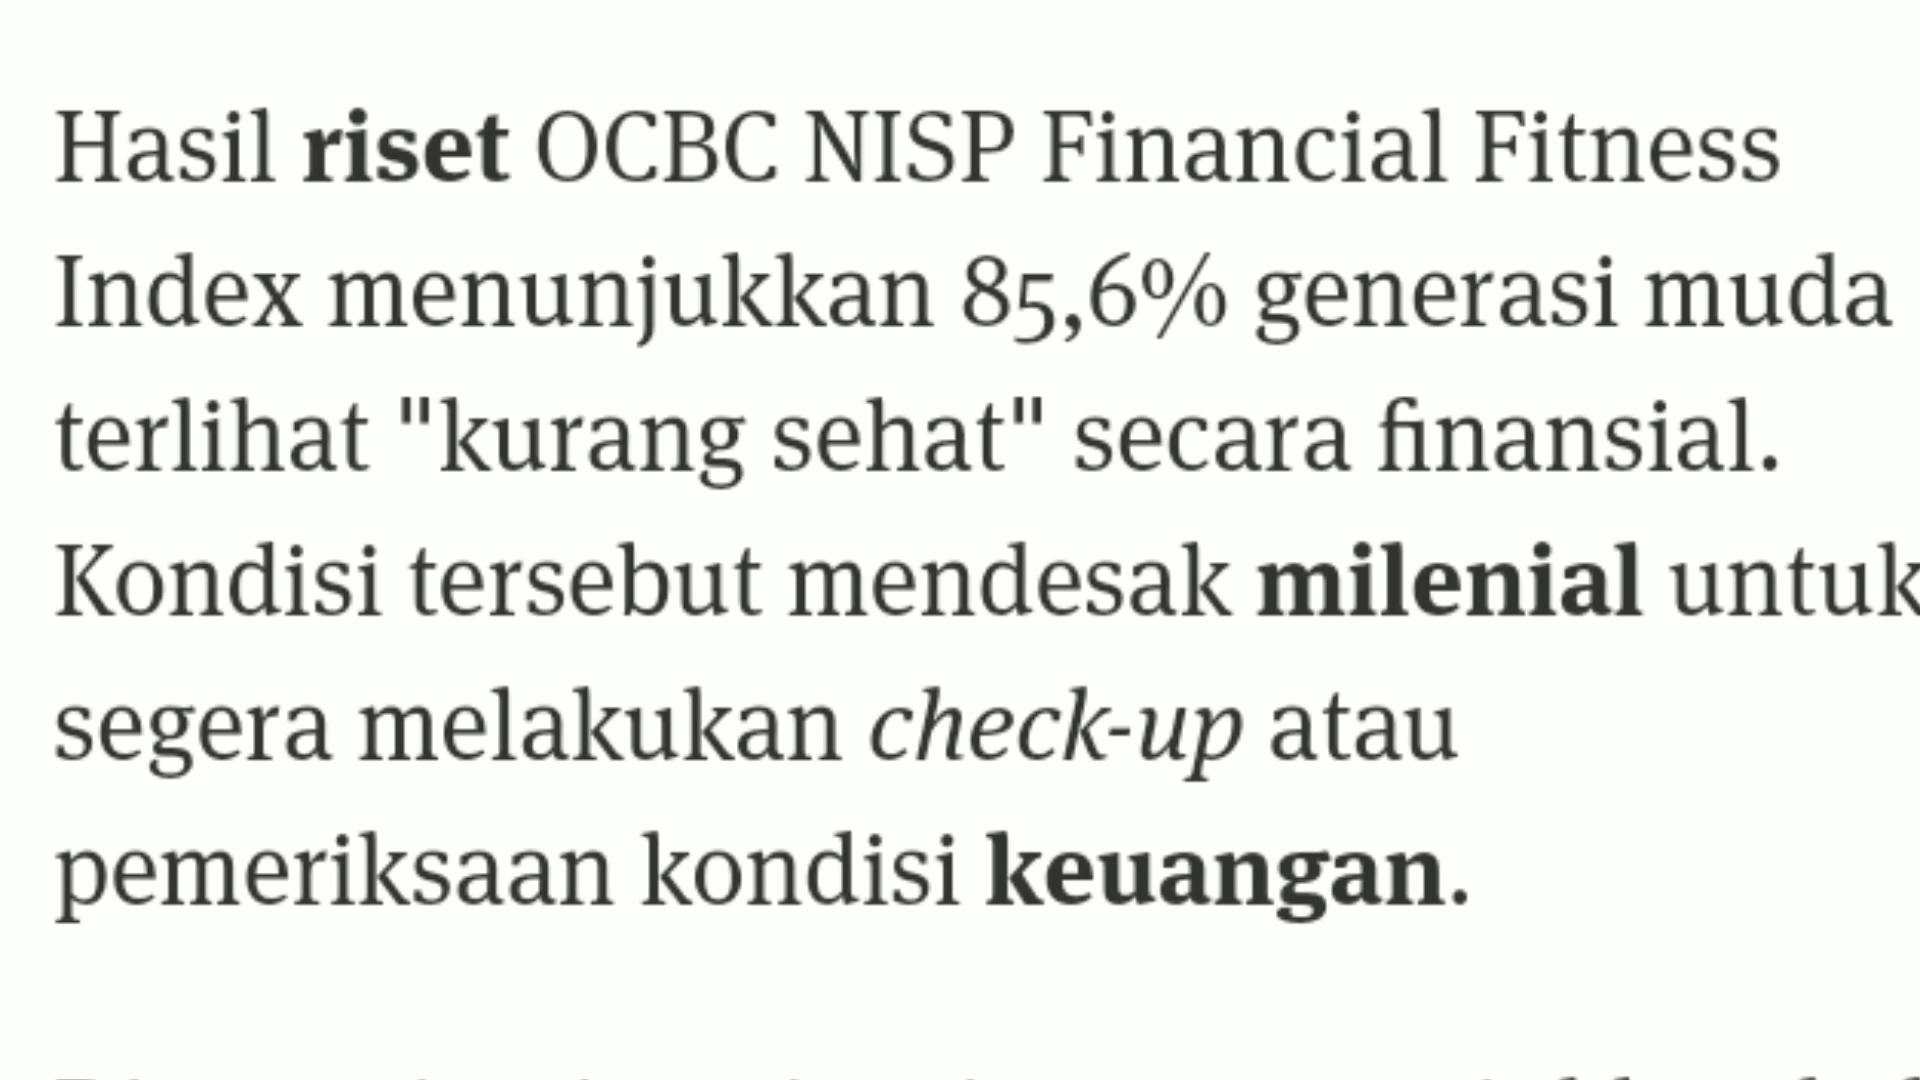 Hasil riset OCBC NISP Financial Fitness
Index menunjukkan 85,6% generasi muda
terlihat "kurang sehat" secara finansial.
Kondisi tersebut mendesak milenial untuk
segera melakukan check-up atau
pemeriksaan kondisi keuangan.